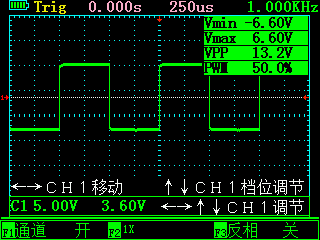 Trig 0.000s 250us 1.000KHz
Vmin -6.60V
Vmax 6.60V
VPP 13.2V
PWM 50.0%
←→ＣＨ１移动 ↑↓ＣＨ１档位调节
C1 5.00V 3.60V ←→ＣＨ１调节
F1通道 开 F2 1X F3反相 关